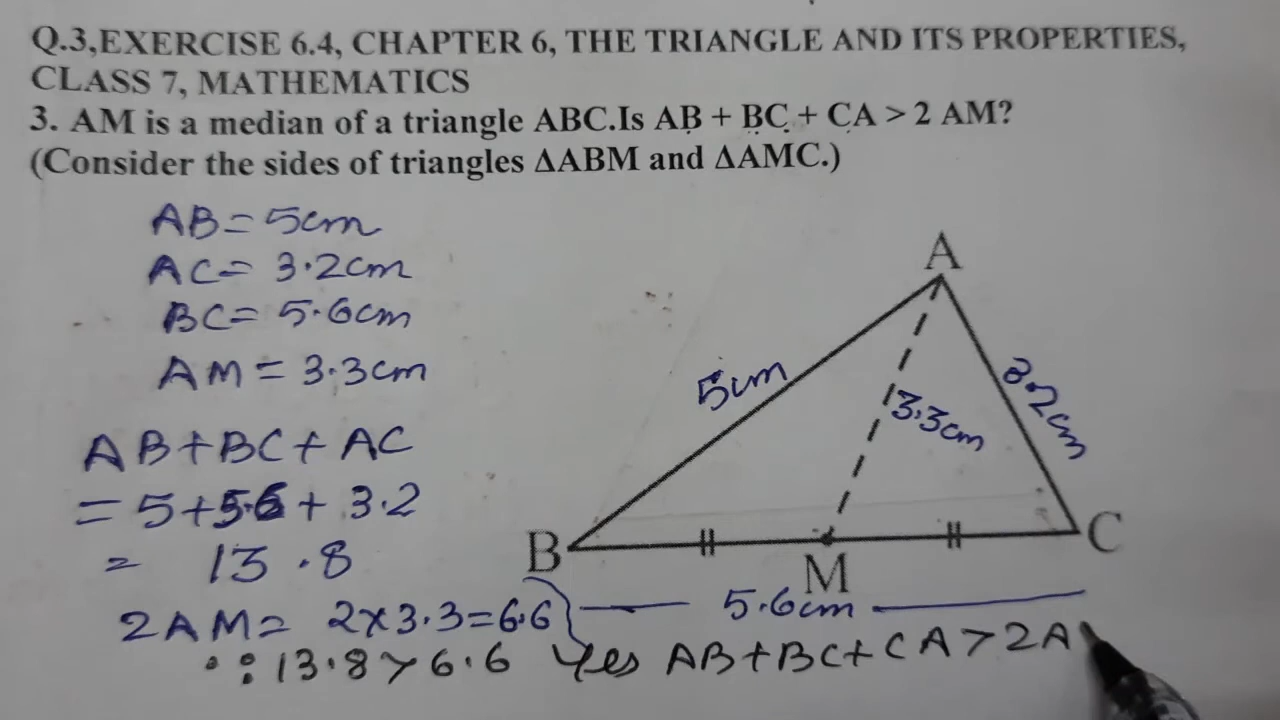 Q.3,EXERCISE 6.4, CHAPTER 6, THE TRIANGLE AND ITS PROPERTIES,
CLASS 7, MATHEMATICS
3. AM is a median of a triangle ABC.Is AB + BC + CA > 2 AM?
(Consider the sides of triangles ΔABM and ΔAMC.)
AB = 5cm
AC = 3.2cm
BC = 5.6cm
AM = 3.3cm
AB+BC+AC
= 5+5.6+3.2
= 13.8
2AM = 2×3.3=6.6
∴ 13.8>6.6 Yes AB+BC+CA>2A
A
5cm
3.3cm
3.2cm
B
M
C
5.6cm